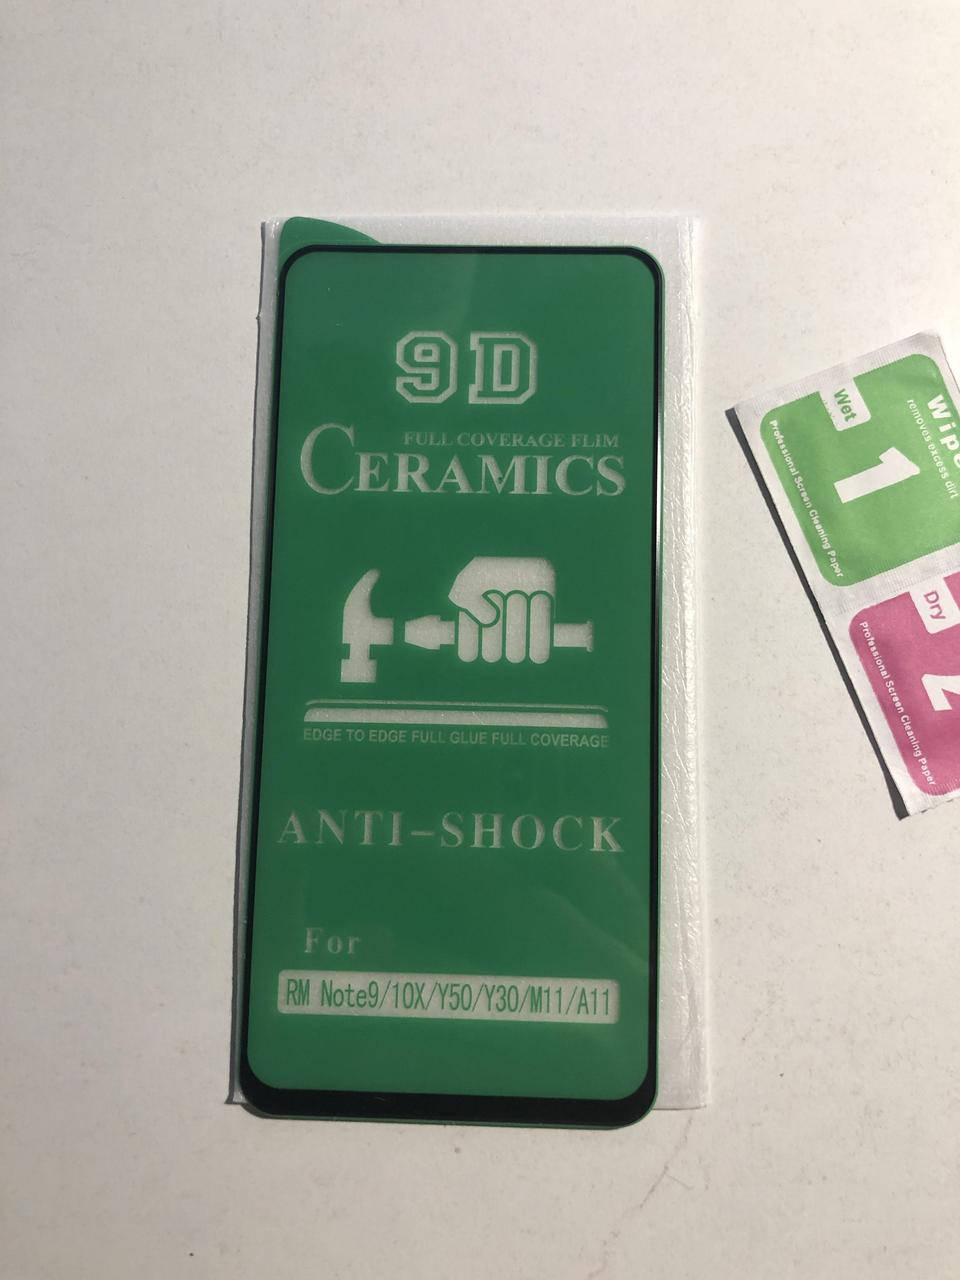 9D
FULL COVERAGE FLIM
CERAMICS
EDGE TO EDGE FULL GLUE FULL COVERAGE
ANTI-SHOCK
For
RM Note9/10X/Y50/Y30/M11/A11
Wet
1
removes excess dirt
Professional Screen Cleaning Paper
Dry
2
Professional Screen Cleaning Paper